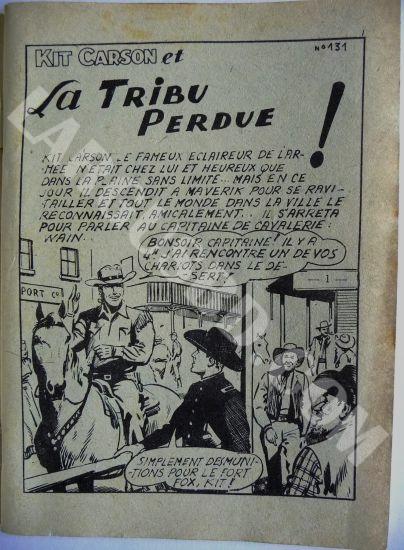 KIT CARSON et
N° 131
LA TRIBU
PERDUE !
KIT CARSON LE FAMEUX ECLAIREUR DE L'AR-
MEE N'ETAIT CHEZ LUI ET HEUREUX QUE
DANS LA PLAINE SANS LIMITE... MAIS EN CE
JOUR IL DESCENDIT A MAVERIK POUR SE RAVI-
TAILLER ET TOUT LE MONDE DANS LA VILLE LE
RECONNAISSAIT, AMICALEMENT... IL S'ARRETA
POUR PARLER AU CAPITAINE DE CAVALERIE:
WAIN...
BONSOIR CAPITAINE! IL Y A
4H J'AI RENCONTRE UN DE VOS
CHARIOTS DANS LE DE-
SERT!
PORT CO
1
SIMPLEMENT DES MUNI-
TIONS POUR LE FORT
FOX, KIT!